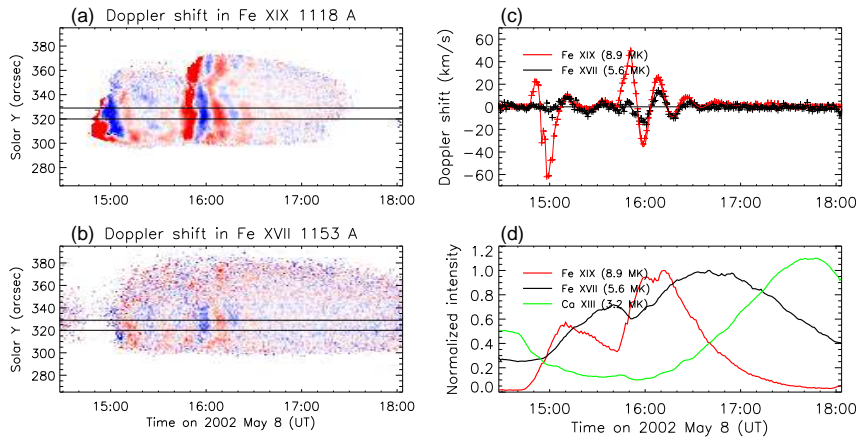 (a)
Doppler shift in Fe XIX 1118 A
Solar Y (arcsec)
380
360
340
320
300
280
15:00
16:00
17:00
18:00
(c)
Fe XIX (8.9 MK)
Fe XVII (5.6 MK)
Doppler shift (km/s)
60
40
20
0
-20
-40
-60
15:00
16:00
17:00
18:00
(b)
Doppler shift in Fe XVII 1153 A
Solar Y (arcsec)
400
380
360
340
320
300
280
15:00
16:00
17:00
18:00
Time on 2002 May 8 (UT)
(d)
Fe XIX (8.9 MK)
Fe XVII (5.6 MK)
Ca XIII (3.2 MK)
Normalized intensity
1.2
1.0
0.8
0.6
0.4
0.2
0.0
15:00
16:00
17:00
18:00
Time on 2002 May 8 (UT)